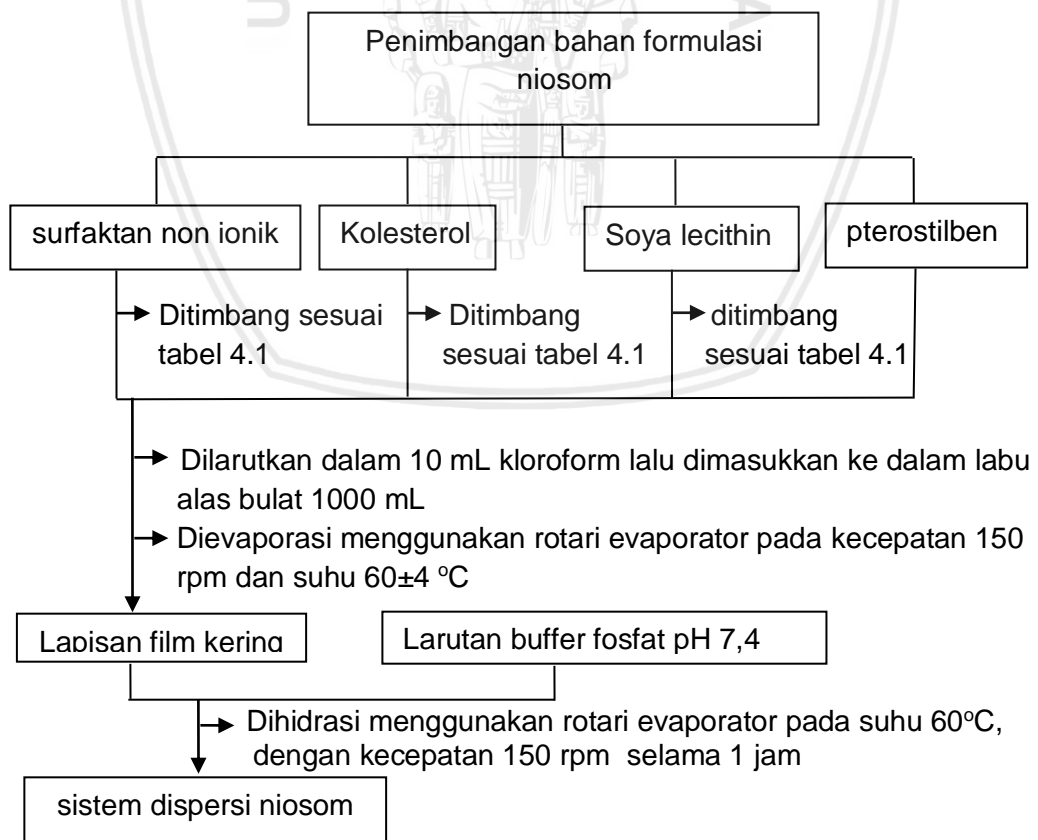 Penimbangan bahan formulasi
niosom
surfaktan non ionik
Kolesterol
Soya lecithin
pterostilben
Ditimbang sesuai
tabel 4.1
Ditimbang
sesuai tabel 4.1
ditimbang
sesuai tabel 4.1
Dilarutkan dalam 10 mL kloroform lalu dimasukkan ke dalam labu
alas bulat 1000 mL
Dievaporasi menggunakan rotari evaporator pada kecepatan 150
rpm dan suhu 60±4 °C
Lapisan film kering
Larutan buffer fosfat pH 7,4
Dihidrasi menggunakan rotari evaporator pada suhu 60°C,
dengan kecepatan 150 rpm selama 1 jam
sistem dispersi niosom